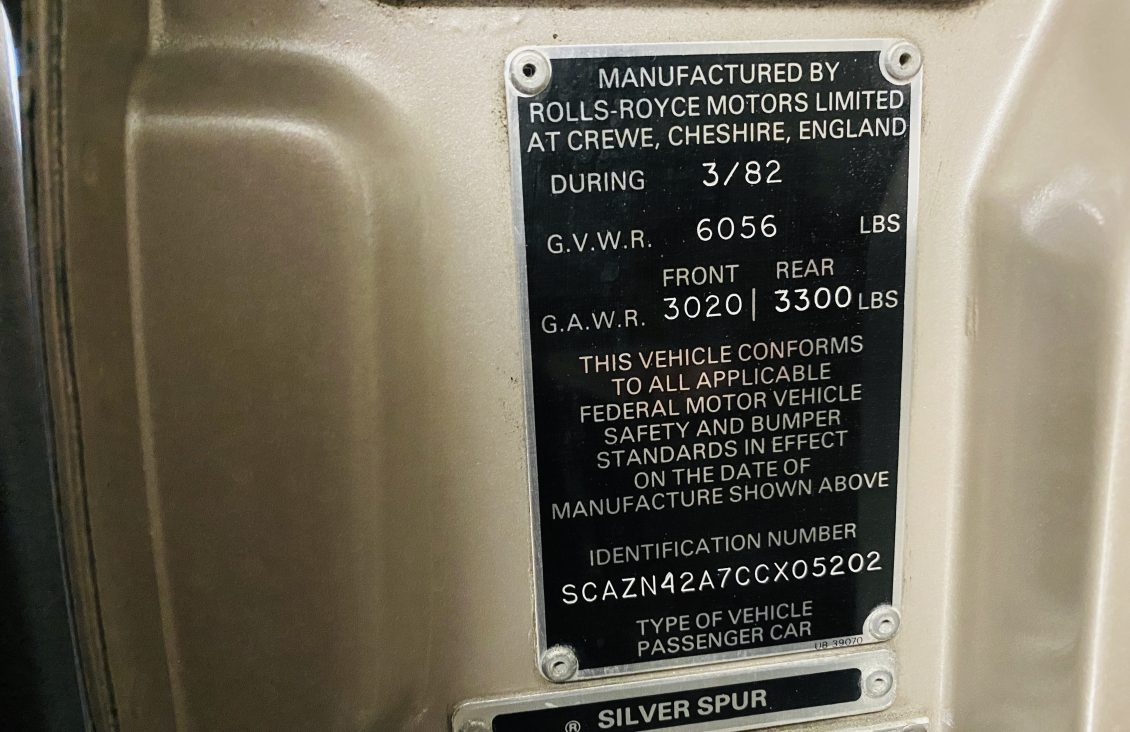 MANUFACTURED BY
ROLLS-ROYCE MOTORS LIMITED
AT CREWE, CHESHIRE, ENGLAND
DURING 3/82
G.V.W.R. 6056 LBS
FRONT REAR
G.A.W.R. 3020 | 3300 LBS
THIS VEHICLE CONFORMS
TO ALL APPLICABLE
FEDERAL MOTOR VEHICLE
SAFETY AND BUMPER
STANDARDS IN EFFECT
ON THE DATE OF
MANUFACTURE SHOWN ABOVE
IDENTIFICATION NUMBER
SCAZN42A7CCX05202
TYPE OF VEHICLE
PASSENGER CAR
UB 39070
® SILVER SPUR